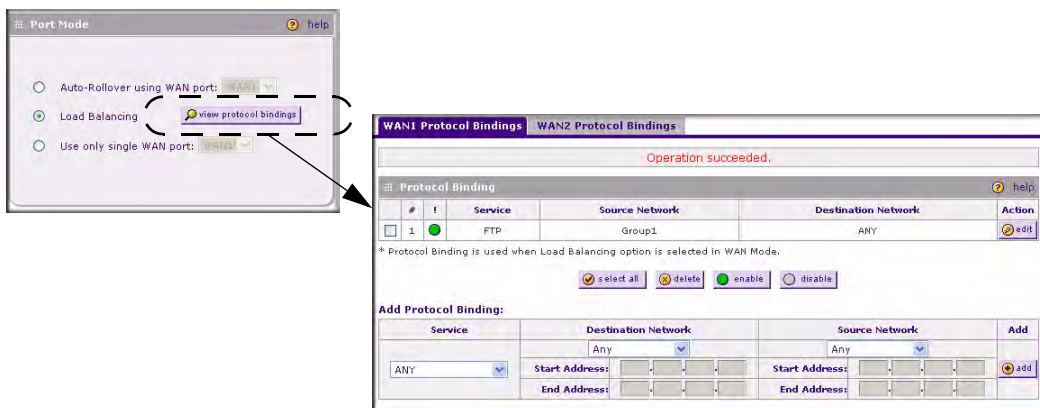 Port Mode help
Auto-Rollover using WAN port: WAN1
Load Balancing view protocol bindings
Use only single WAN port: WAN1
WAN1 Protocol Bindings WAN2 Protocol Bindings
Operation succeeded.
Protocol Binding help
# ! Service Source Network Destination Network Action
1 FTP Group1 ANY edit
* Protocol Binding is used when Load Balancing option is selected in WAN Mode.
select all delete enable disable
Add Protocol Binding:
Service Destination Network Source Network Add
Any Any
ANY Start Address: . . . Start Address: . . . add
End Address: . . . End Address: . . .